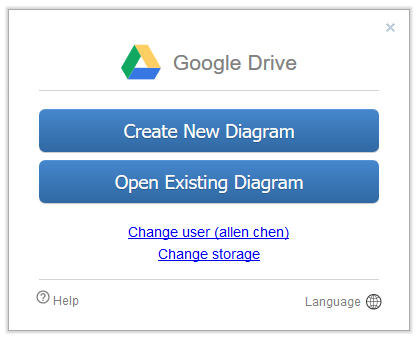 Google Drive
Create New Diagram
Open Existing Diagram
Change user (allen chen)
Change storage
? Help
Language